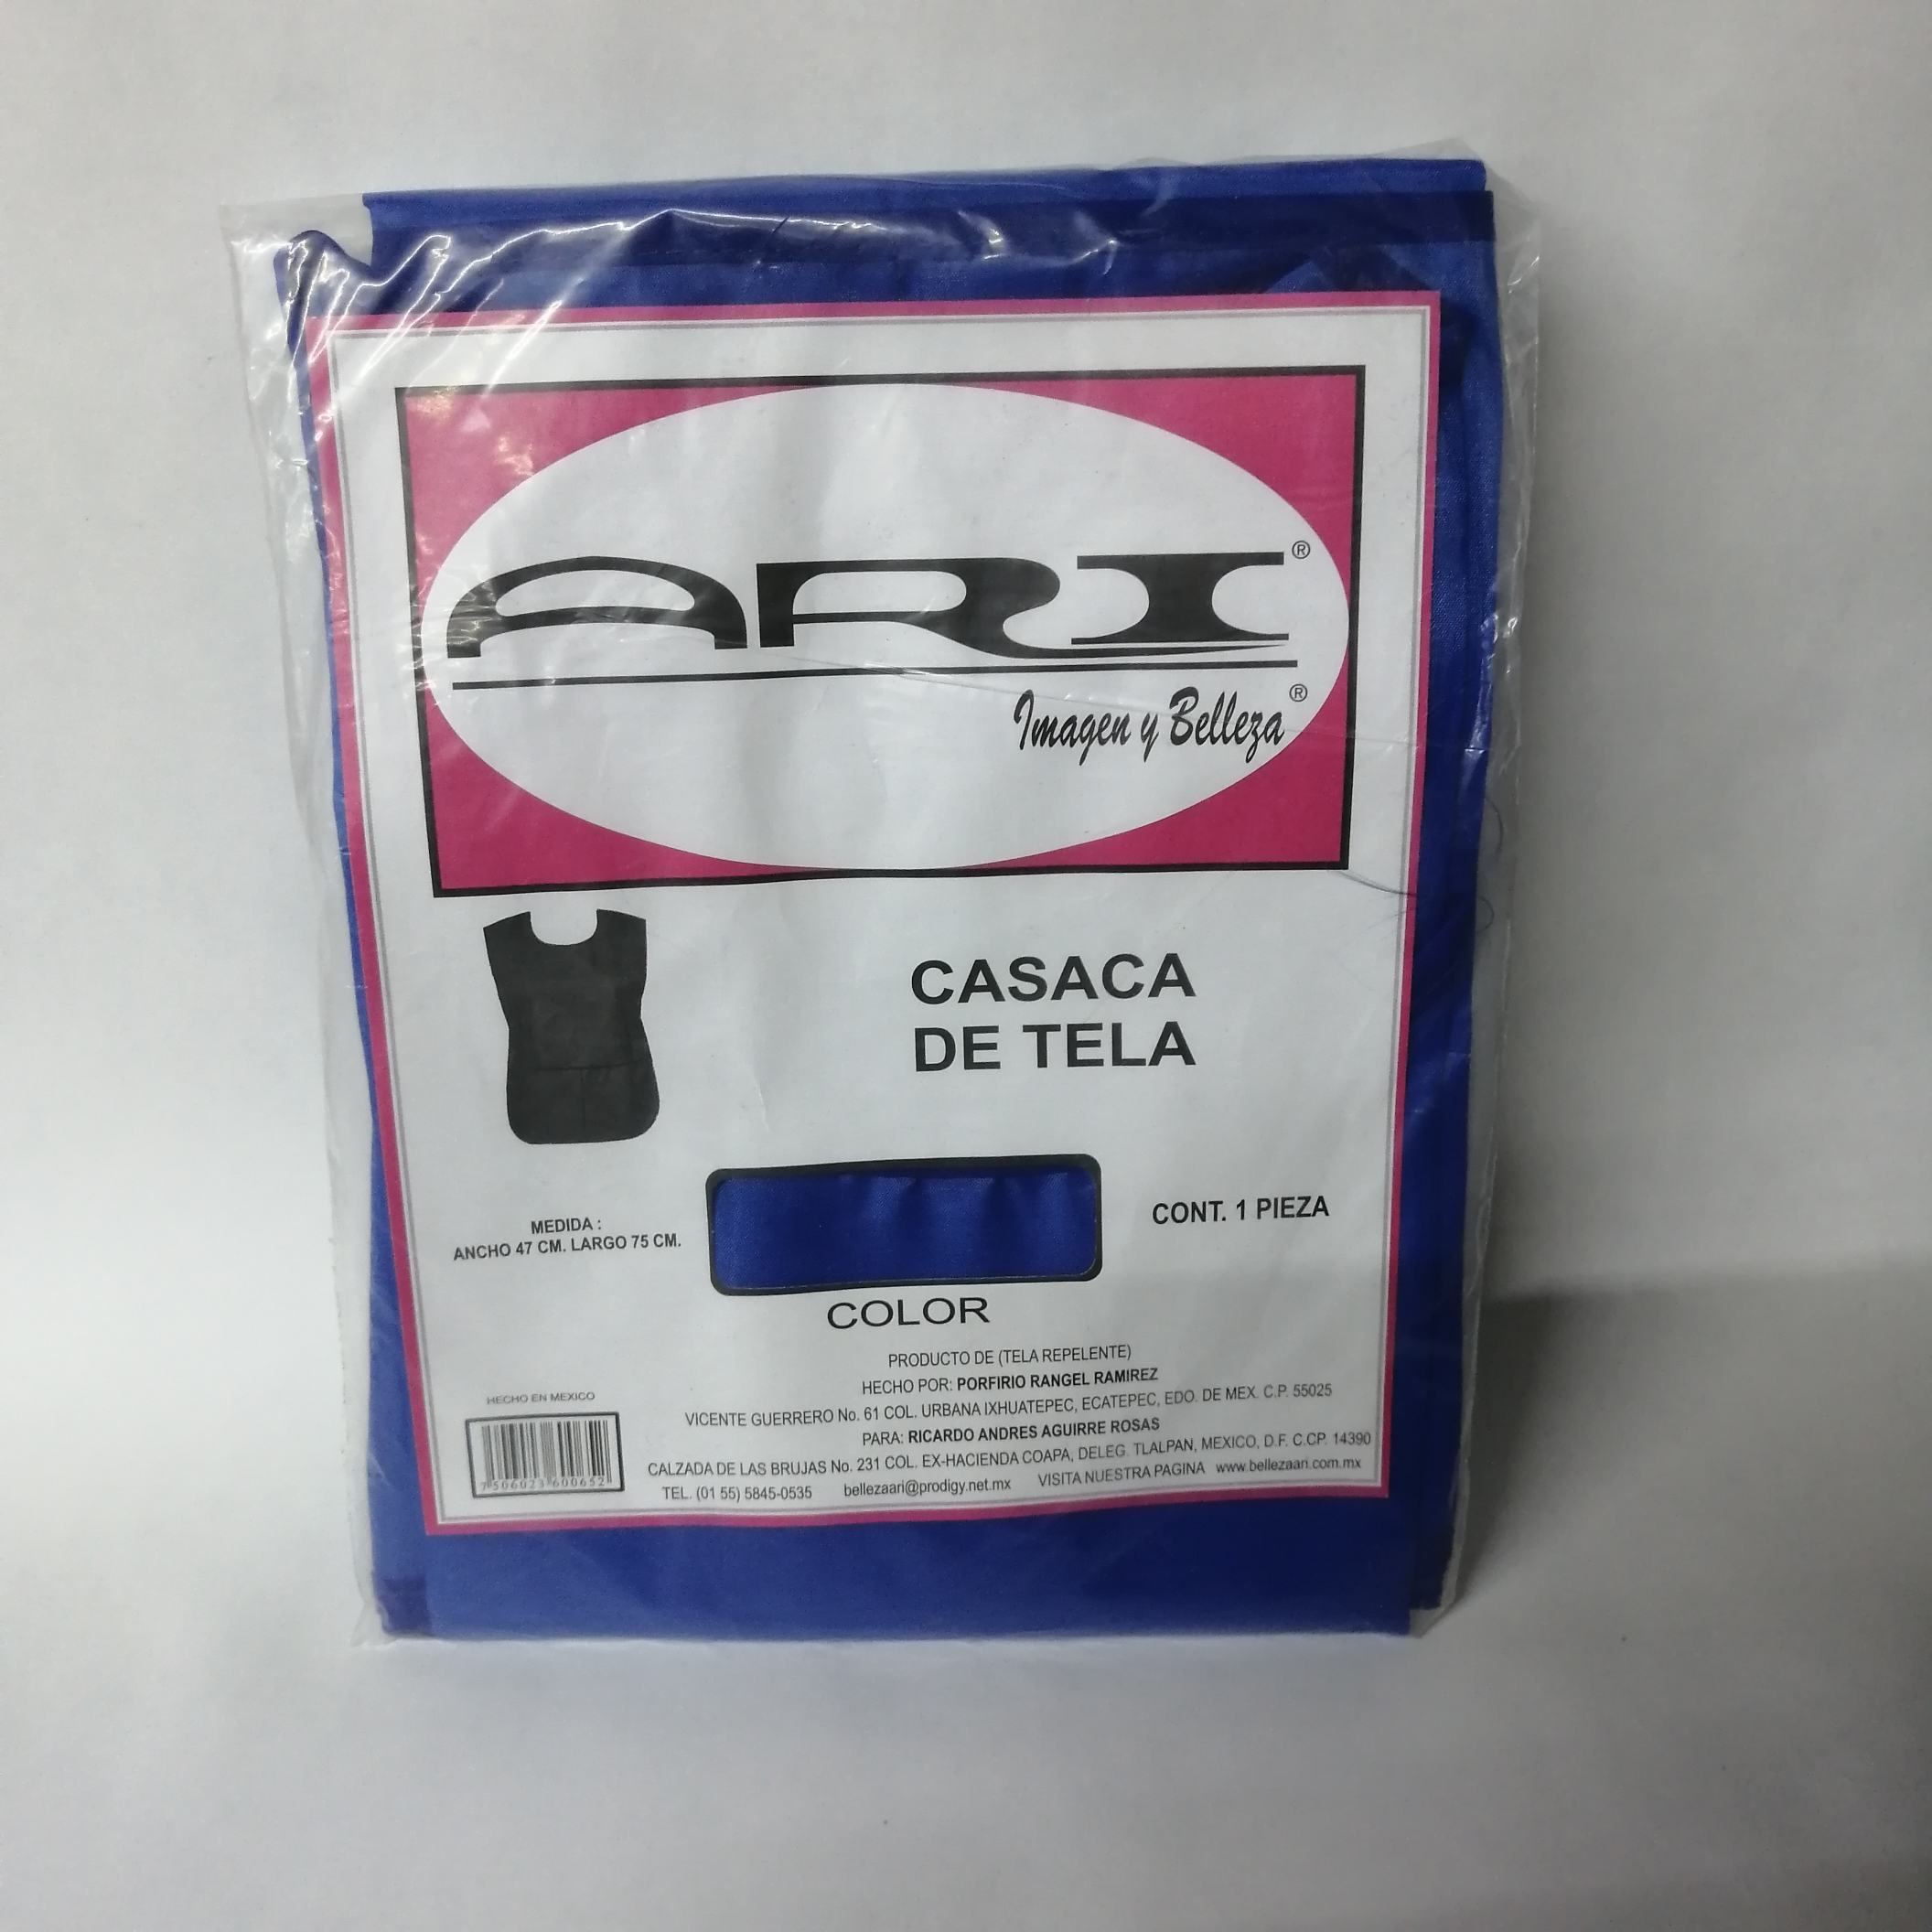 ARI®
Imagen y Belleza®
CASACA
DE TELA
MEDIDA :
ANCHO 47 CM. LARGO 75 CM.
CONT. 1 PIEZA
COLOR
PRODUCTO DE (TELA REPELENTE)
HECHO POR: PORFIRIO RANGEL RAMIREZ
VICENTE GUERRERO No. 61 COL. URBANA IXHUATEPEC, ECATEPEC, EDO. DE MEX. C.P. 55025
PARA: RICARDO ANDRES AGUIRRE ROSAS
CALZADA DE LAS BRUJAS No. 231 COL. EX-HACIENDA COAPA, DELEG. TLALPAN, MEXICO, D.F. C.CP. 14390
TEL. (01 55) 5845-0535 bellezaari@prodigy.net.mx VISITA NUESTRA PAGINA www.bellezaari.com.mx
HECHO EN MEXICO
7 506023 600652